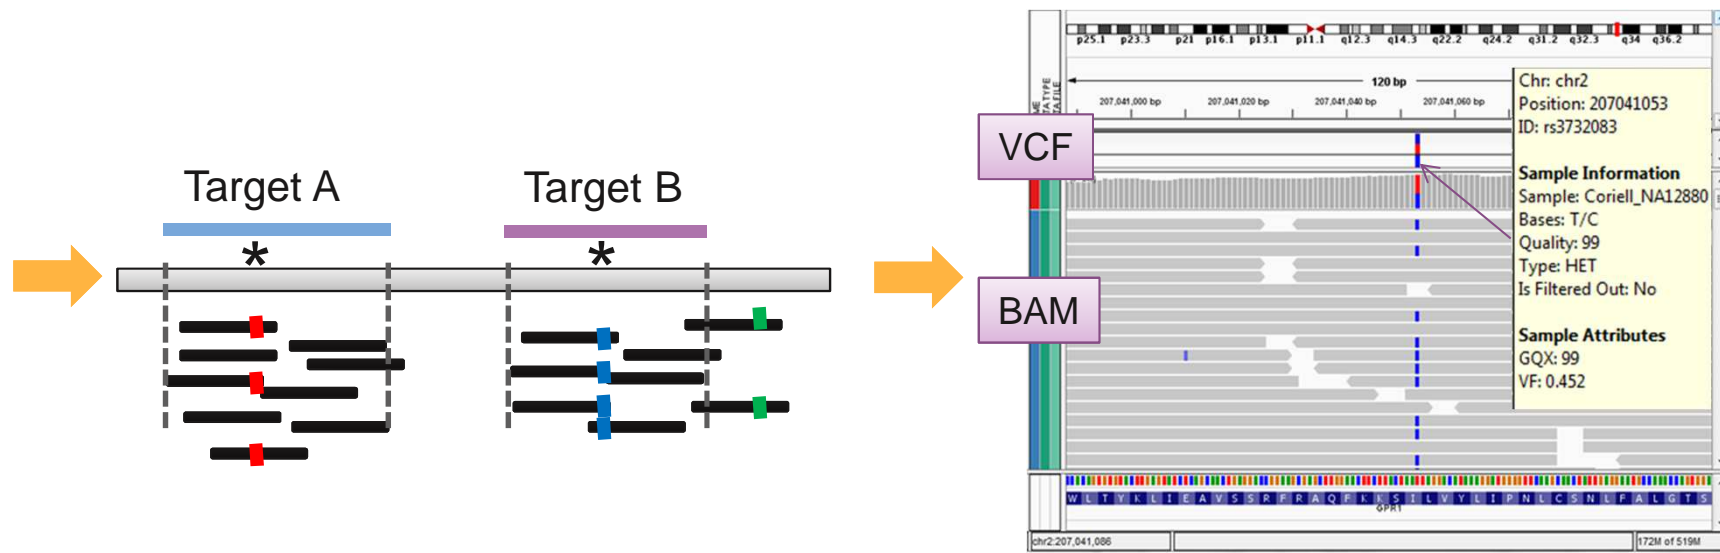 Target A
*
Target B
*
VCF
BAM
p25.1 p23.3 p21 p16.1 p13.1 p11.1 q12.3 q14.3 q22.2 q24.2 q31.2 q32.3 q34 q36.2
120 bp
207,041,000 bp 207,041,020 bp 207,041,040 bp 207,041,060 bp
Chr: chr2
Position: 207041053
ID: rs3732083
Sample Information
Sample: Coriell_NA12880
Bases: T/C
Quality: 99
Type: HET
Is Filtered Out: No
Sample Attributes
GQX: 99
VF: 0.452
W L T Y K L I E A V S S R F R A Q F K K S I L V Y L I P N L C S N L F A L G T S
GPR1
chr2:207,041,086
172M of 519M